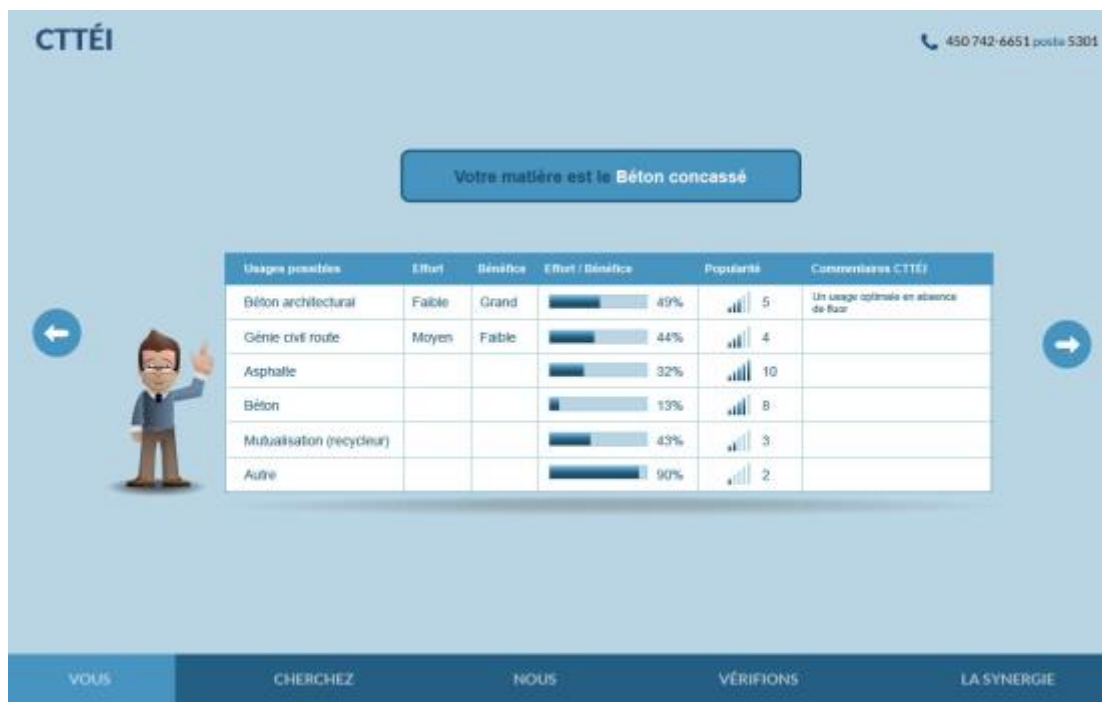 CTTÉI
450 742-6651 poste 5301
Votre matière est le Béton concassé
Usages possibles Effort Bénéfice Effort / Bénéfice Popularité Commentaires CTTÉI
Béton architectural Faible Grand 49% 5 Un usage optimale en absence
de fluor
Génie civil route Moyen Faible 44% 4
Asphalte 32% 10
Béton 13% 8
Mutualisation (recycleur) 43% 3
Autre 90% 2
VOUS CHERCHEZ NOUS VÉRIFIONS LA SYNERGIE